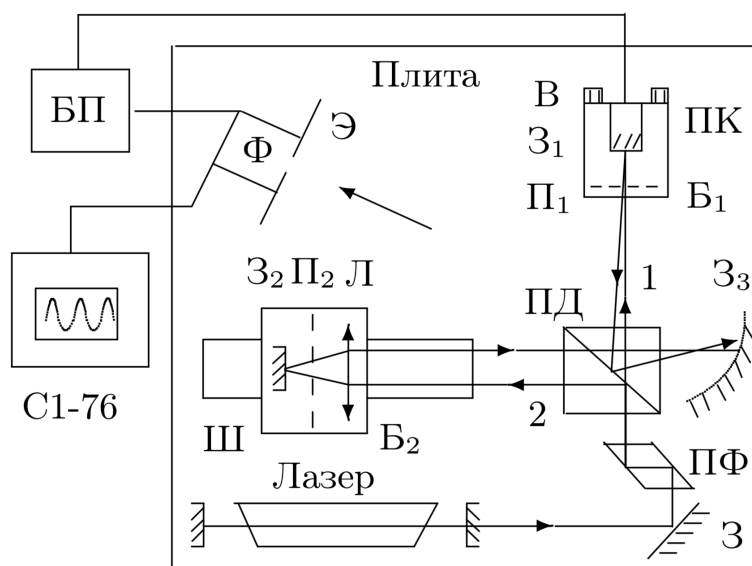 Плита
БП
В
ПК
Э
З₁
Ф
П₁
Б₁
З₂ П₂ Л
1
З₃
ПД
С1-76
2
Ш
Б₂
ПФ
Лазер
З